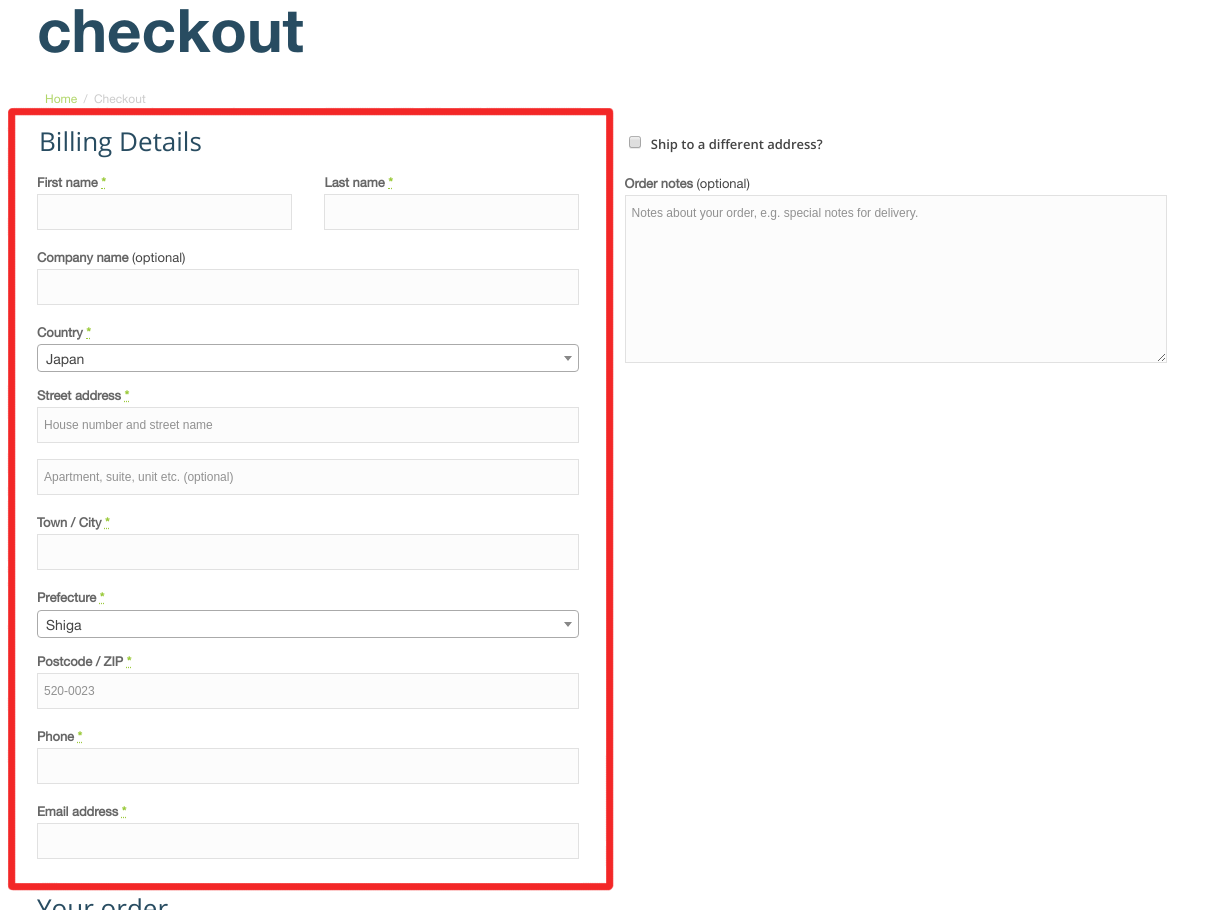 checkout
Home / Checkout
Billing Details
First name * Last name *
Company name (optional)
Country *
Japan
Street address *
House number and street name
Apartment, suite, unit etc. (optional)
Town / City *
Prefecture *
Shiga
Postcode / ZIP *
520-0023
Phone *
Email address *
Ship to a different address?
Order notes (optional)
Notes about your order, e.g. special notes for delivery.
Your order